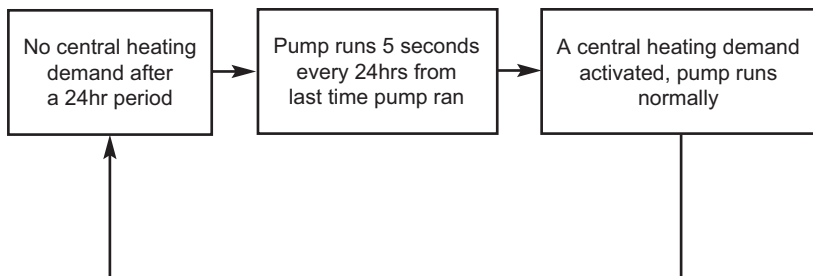 No central heating
demand after
a 24hr period
Pump runs 5 seconds
every 24hrs from
last time pump ran
A central heating demand
activated, pump runs
normally